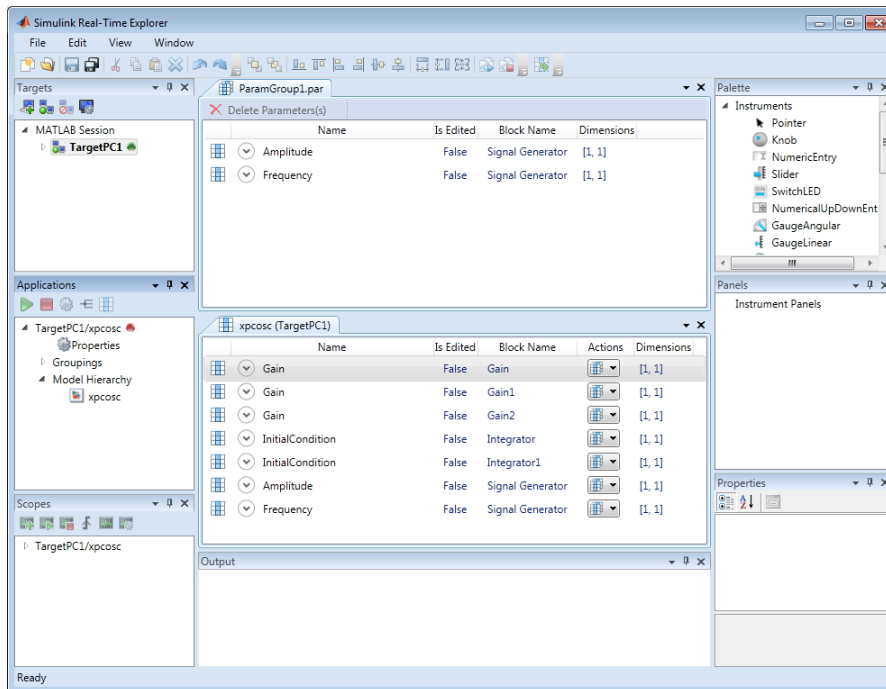 Simulink Real-Time Explorer
File Edit View Window
Targets
MATLAB Session
TargetPC1
Applications
TargetPC1/xpcosc
Properties
Groupings
Model Hierarchy
xpcosc
Scopes
TargetPC1/xpcosc
ParamGroup1.par
Delete Parameters(s)
Name Is Edited Block Name Dimensions
Amplitude False Signal Generator [1, 1]
Frequency False Signal Generator [1, 1]
xpcosc (TargetPC1)
Name Is Edited Block Name Actions Dimensions
Gain False Gain [1, 1]
Gain False Gain1 [1, 1]
Gain False Gain2 [1, 1]
InitialCondition False Integrator [1, 1]
InitialCondition False Integrator1 [1, 1]
Amplitude False Signal Generator [1, 1]
Frequency False Signal Generator [1, 1]
Output
Palette
Instruments
Pointer
Knob
NumericEntry
Slider
SwitchLED
NumericalUpDownEnt
GaugeAngular
GaugeLinear
Panels
Instrument Panels
Properties
Ready